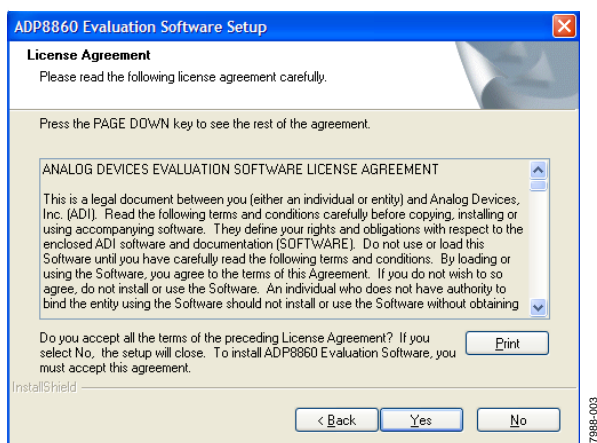 ADP8860 Evaluation Software Setup
License Agreement
Please read the following license agreement carefully.
Press the PAGE DOWN key to see the rest of the agreement.
ANALOG DEVICES EVALUATION SOFTWARE LICENSE AGREEMENT
This is a legal document between you (either an individual or entity) and Analog Devices,
Inc. (ADI). Read the following terms and conditions carefully before copying, installing or
using accompanying software. They define your rights and obligations with respect to the
enclosed ADI software and documentation (SOFTWARE). Do not use or load this
Software until you have carefully read the following terms and conditions. By loading or
using the Software, you agree to the terms of this Agreement. If you do not wish to so
agree, do not install or use the Software. An individual who does not have authority to
bind the entity using the Software should not install or use the Software without obtaining
Do you accept all the terms of the preceding License Agreement? If you
select No, the setup will close. To install ADP8860 Evaluation Software, you
must accept this agreement.
Print
InstallShield
< Back
Yes
No
7988-003